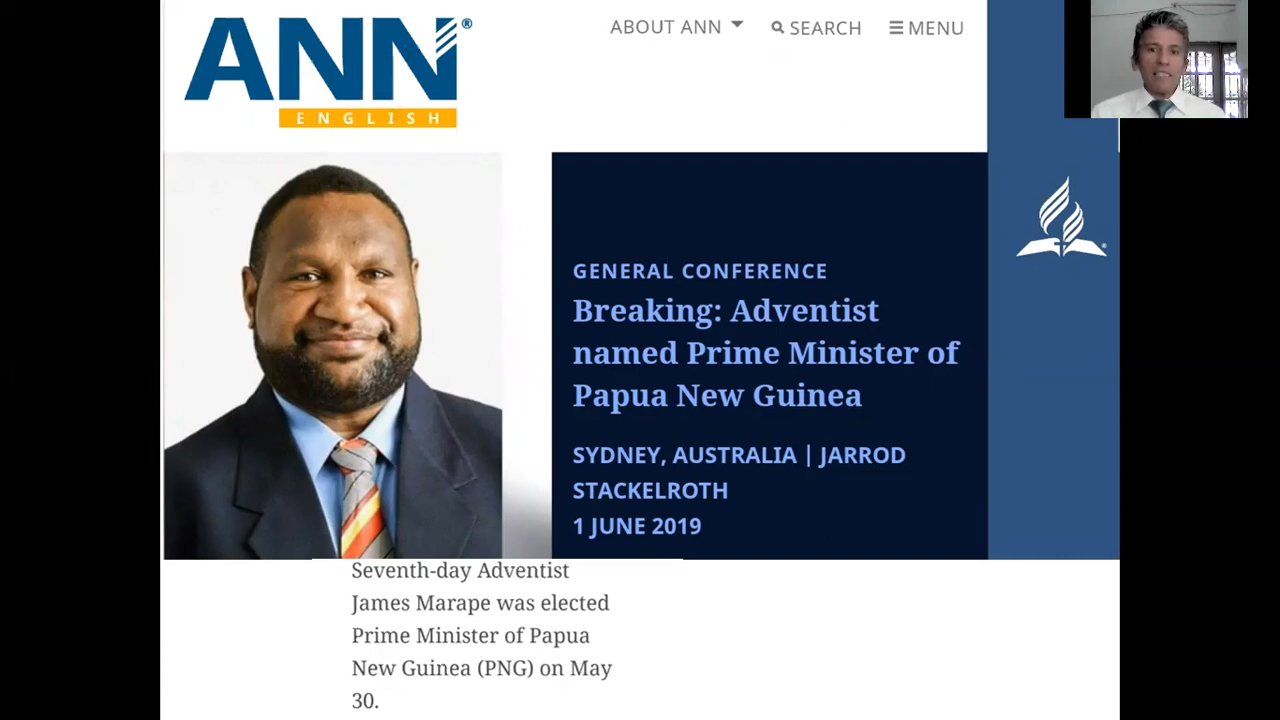 ANN®
ENGLISH
ABOUT ANN
SEARCH
MENU
GENERAL CONFERENCE
Breaking: Adventist
named Prime Minister of
Papua New Guinea
SYDNEY, AUSTRALIA | JARROD
STACKELROTH
1 JUNE 2019
Seventh-day Adventist
James Marape was elected
Prime Minister of Papua
New Guinea (PNG) on May
30.